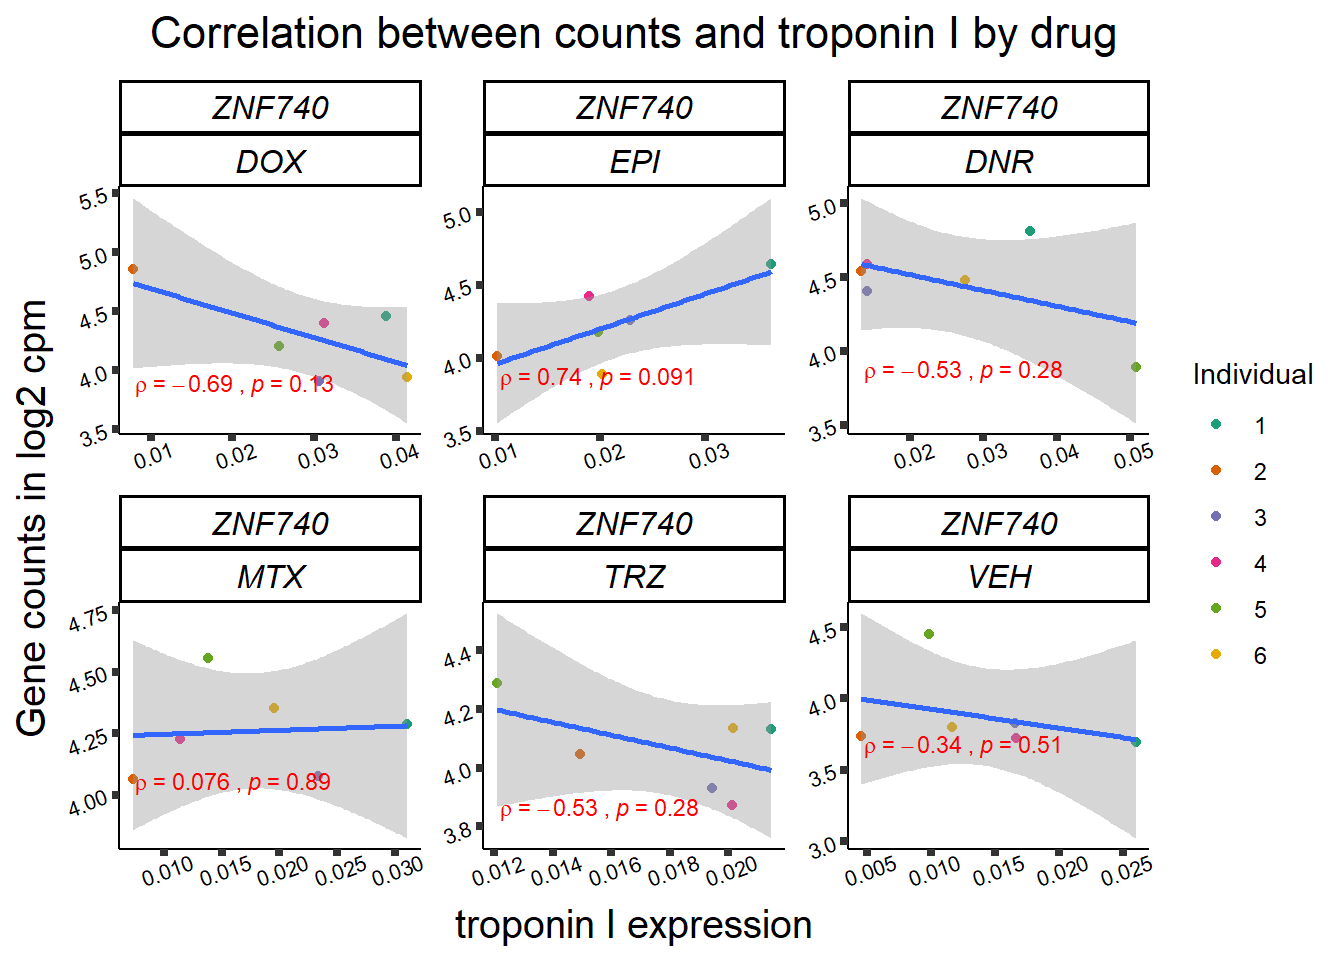 Correlation between counts and troponin I by drug
ZNF740 ZNF740 ZNF740
DOX EPI DNR
5.5
5.0
4.5
4.0
3.5
ρ = −0.69 , p = 0.13
0.01 0.02 0.03 0.04
5.0
4.5
4.0
3.5
ρ = 0.74 , p = 0.091
0.01 0.02 0.03
5.0
4.5
4.0
3.5
ρ = −0.53 , p = 0.28
0.02 0.03 0.04 0.05
ZNF740 ZNF740 ZNF740
MTX TRZ VEH
4.75
4.50
4.25
4.00
ρ = 0.076 , p = 0.89
0.010 0.015 0.020 0.025 0.030
4.4
4.2
4.0
3.8
ρ = −0.53 , p = 0.28
0.012 0.014 0.016 0.018 0.020
4.5
4.0
3.5
3.0
ρ = −0.34 , p = 0.51
0.005 0.010 0.015 0.020 0.025
Gene counts in log2 cpm
troponin I expression
Individual
1
2
3
4
5
6